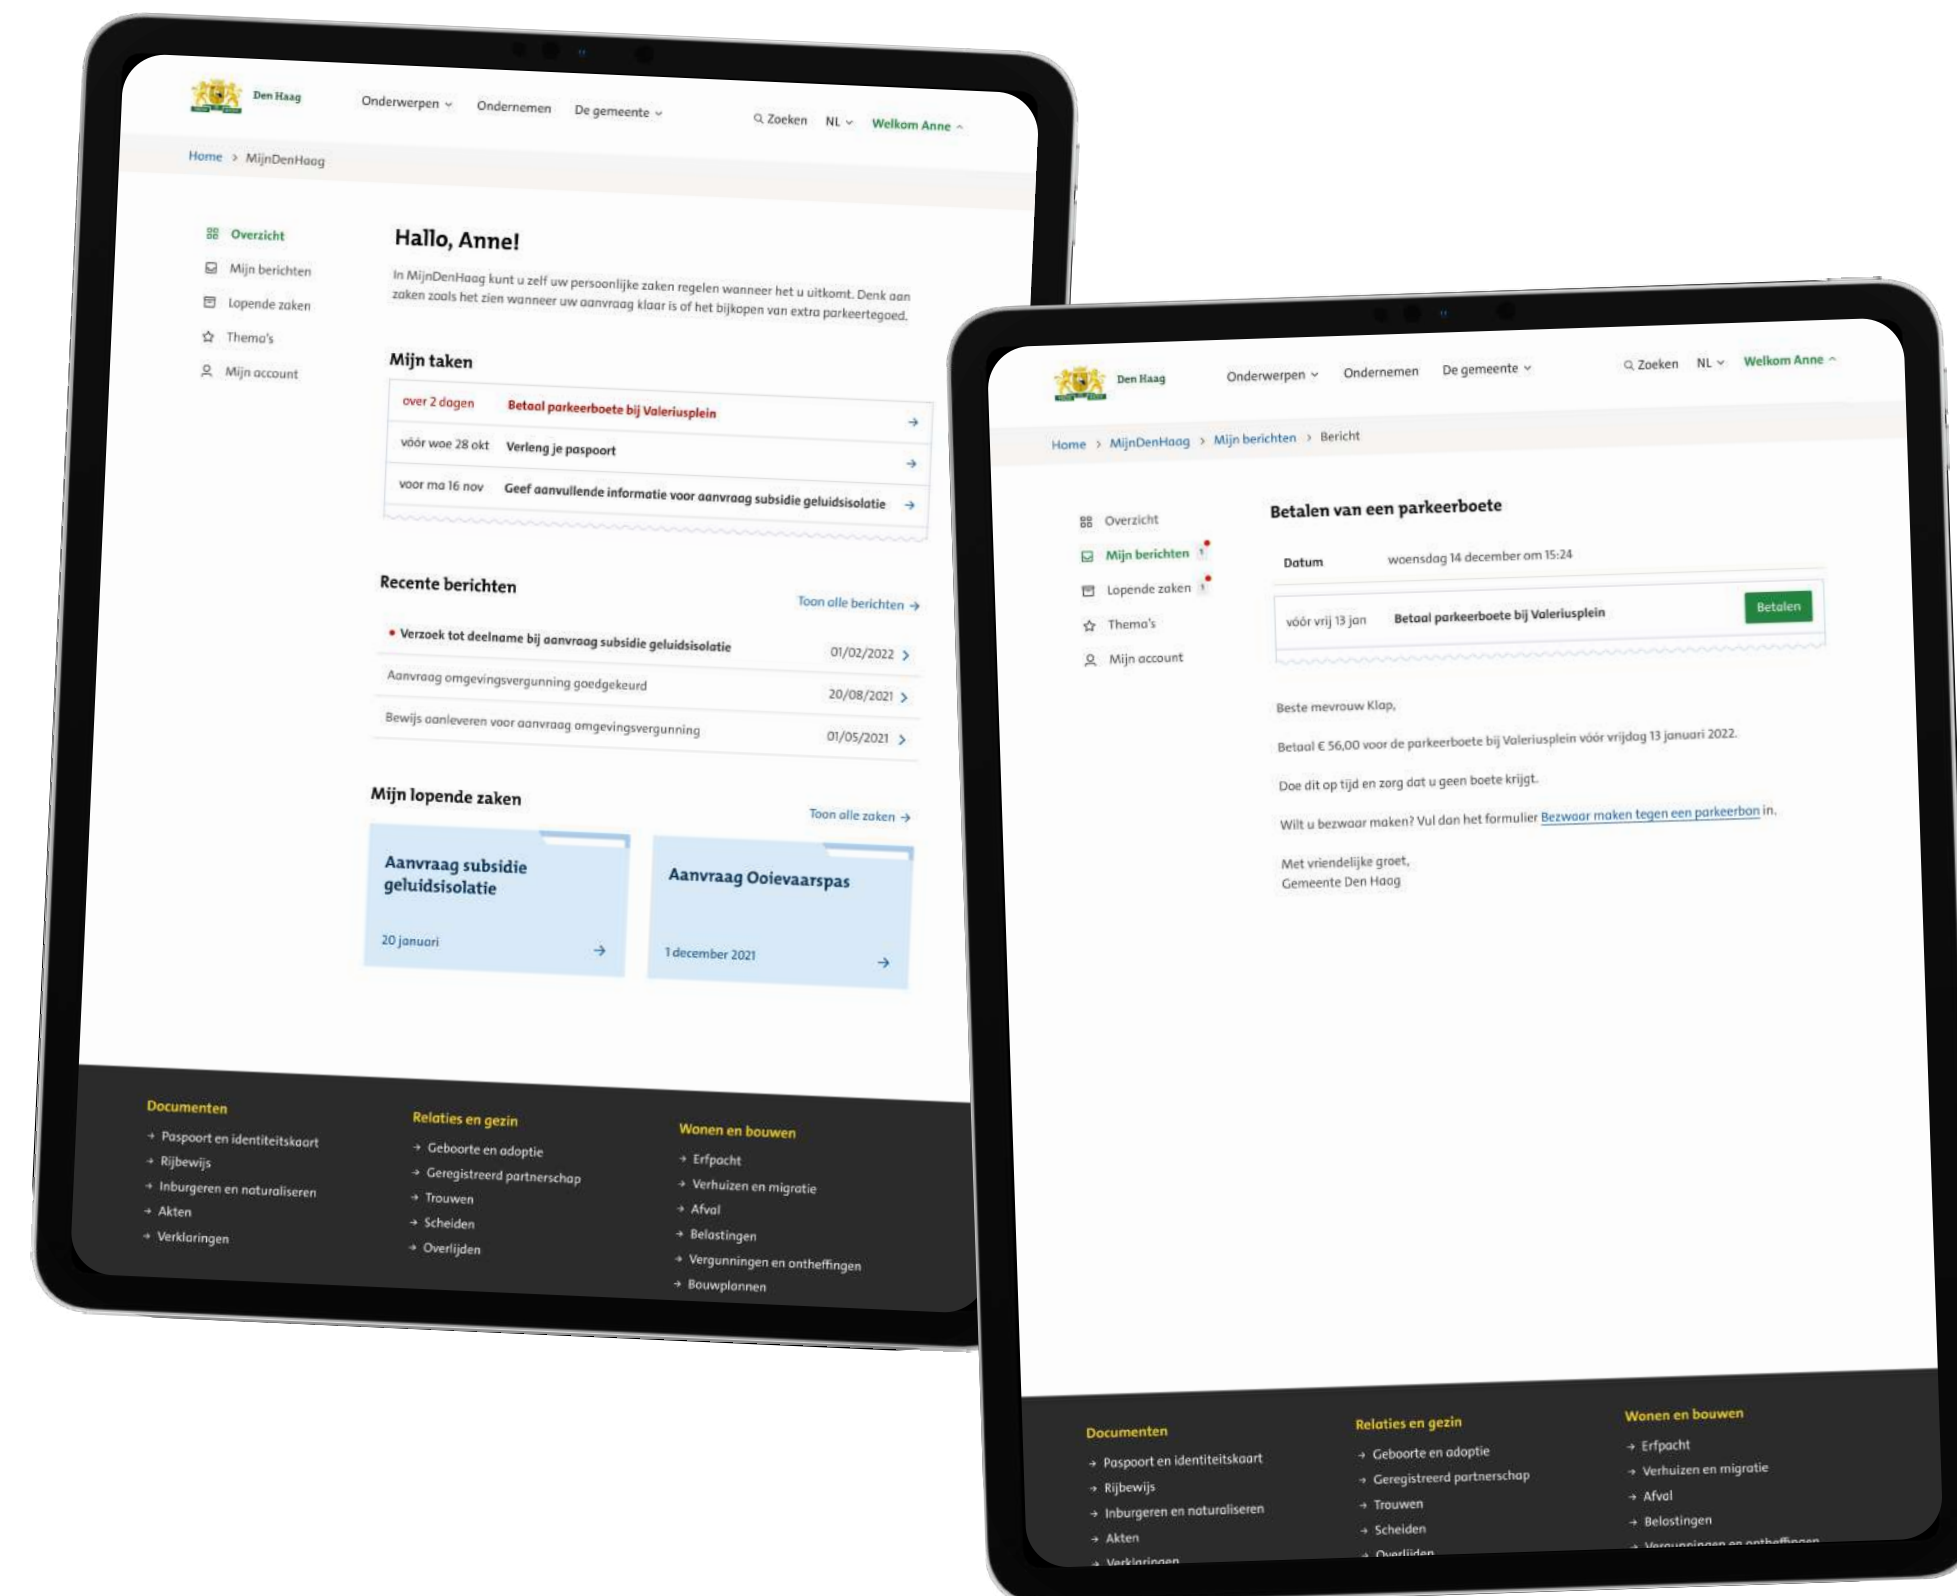 Den Haag
Onderwerpen
Ondernemen
De gemeente
Zoeken
NL
Welkom Anne
Home > MijnDenHaag
Overzicht
Mijn berichten
Lopende zaken
Thema's
Mijn account
Hallo, Anne!
In MijnDenHaag kunt u zelf uw persoonlijke zaken regelen wanneer het u uitkomt. Denk aan
zaken zoals het zien wanneer uw aanvraag klaar is of het bijkopen van extra parkeertegoed.
Mijn taken
over 2 dagen Betaal parkeerboete bij Valeriusplein →
vóór woe 28 okt Verleng je paspoort →
voor ma 16 nov Geef aanvullende informatie voor aanvraag subsidie geluidsisolatie →
Recente berichten
Toon alle berichten →
• Verzoek tot deelname bij aanvraag subsidie geluidsisolatie 01/02/2022 >
Aanvraag omgevingsvergunning goedgekeurd 20/08/2021 >
Bewijs aanleveren voor aanvraag omgevingsvergunning 01/05/2021 >
Mijn lopende zaken
Toon alle zaken →
Aanvraag subsidie
geluidsisolatie
20 januari →
Aanvraag Ooievaarspas
1 december 2021 →
Documenten
→ Paspoort en identiteitskaart
→ Rijbewijs
→ Inburgeren en naturaliseren
→ Akten
→ Verklaringen
Relaties en gezin
→ Geboorte en adoptie
→ Geregistreerd partnerschap
→ Trouwen
→ Scheiden
→ Overlijden
Wonen en bouwen
→ Erfpacht
→ Verhuizen en migratie
→ Afval
→ Belastingen
→ Vergunningen en ontheffingen
→ Bouwplannen
Den Haag
Onderwerpen
Ondernemen
De gemeente
Zoeken
NL
Welkom Anne
Home > MijnDenHaag > Mijn berichten > Bericht
Overzicht
Mijn berichten 1
Lopende zaken 1
Thema's
Mijn account
Betalen van een parkeerboete
Datum woensdag 14 december om 15:24
vóór vrij 13 jan Betaal parkeerboete bij Valeriusplein Betalen
Beste mevrouw Klap,
Betaal € 56,00 voor de parkeerboete bij Valeriusplein vóór vrijdag 13 januari 2022.
Doe dit op tijd en zorg dat u geen boete krijgt.
Wilt u bezwaar maken? Vul dan het formulier Bezwaar maken tegen een parkeerbon in.
Met vriendelijke groet,
Gemeente Den Haag
Documenten
→ Paspoort en identiteitskaart
→ Rijbewijs
→ Inburgeren en naturaliseren
→ Akten
→ Verklaringen
Relaties en gezin
→ Geboorte en adoptie
→ Geregistreerd partnerschap
→ Trouwen
→ Scheiden
→ Overlijden
Wonen en bouwen
→ Erfpacht
→ Verhuizen en migratie
→ Afval
→ Belastingen
→ Vergunningen en ontheffingen